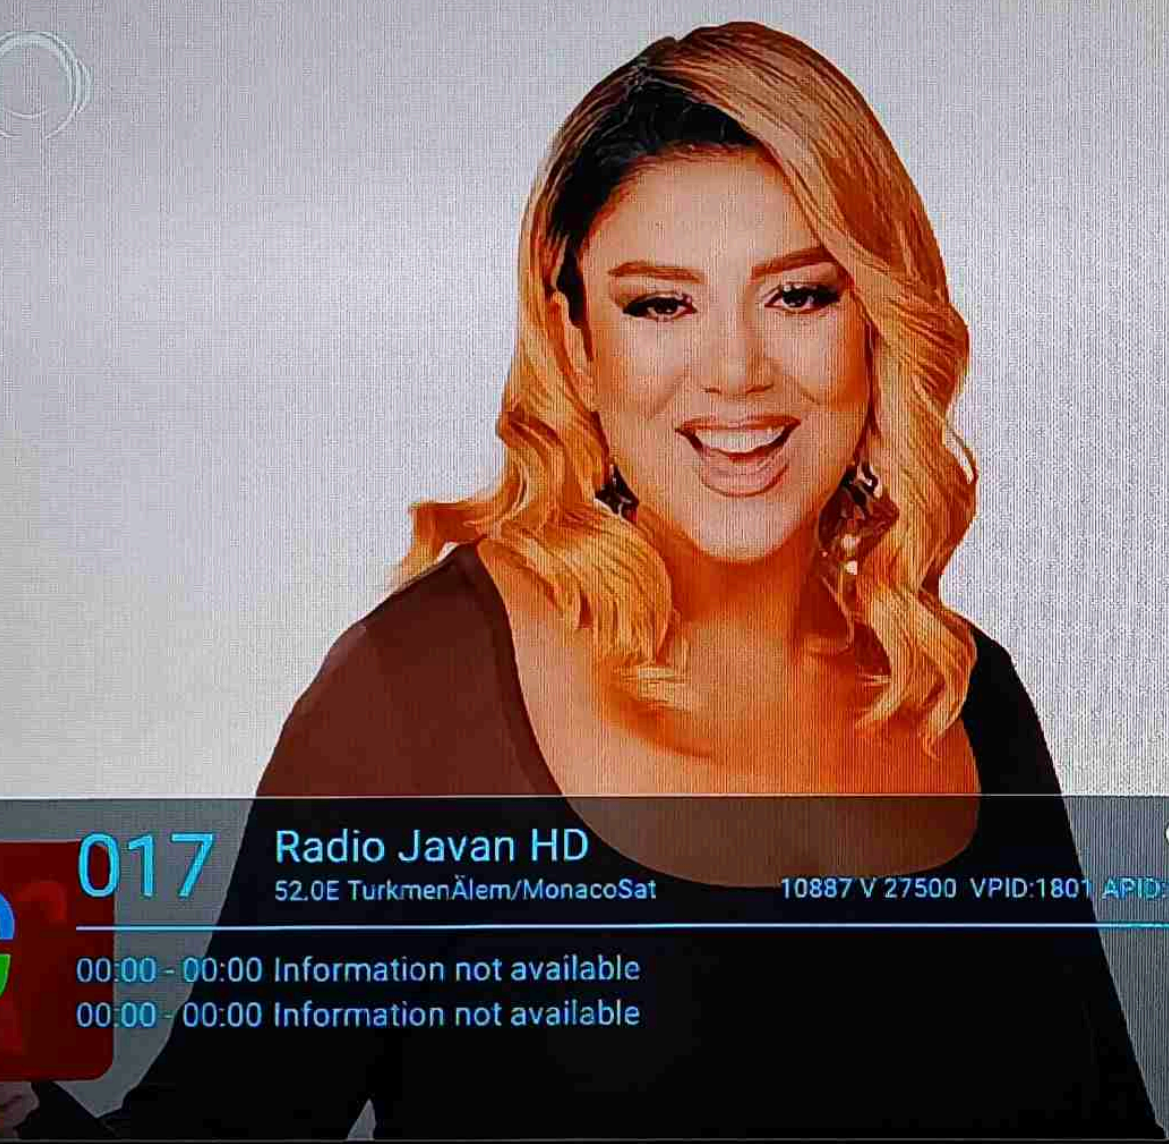 017
Radio Javan HD
52.0E TurkmenÄlem/MonacoSat 10887 V 27500 VPID:1801 APID:
00:00 - 00:00 Information not available
00:00 - 00:00 Information not available